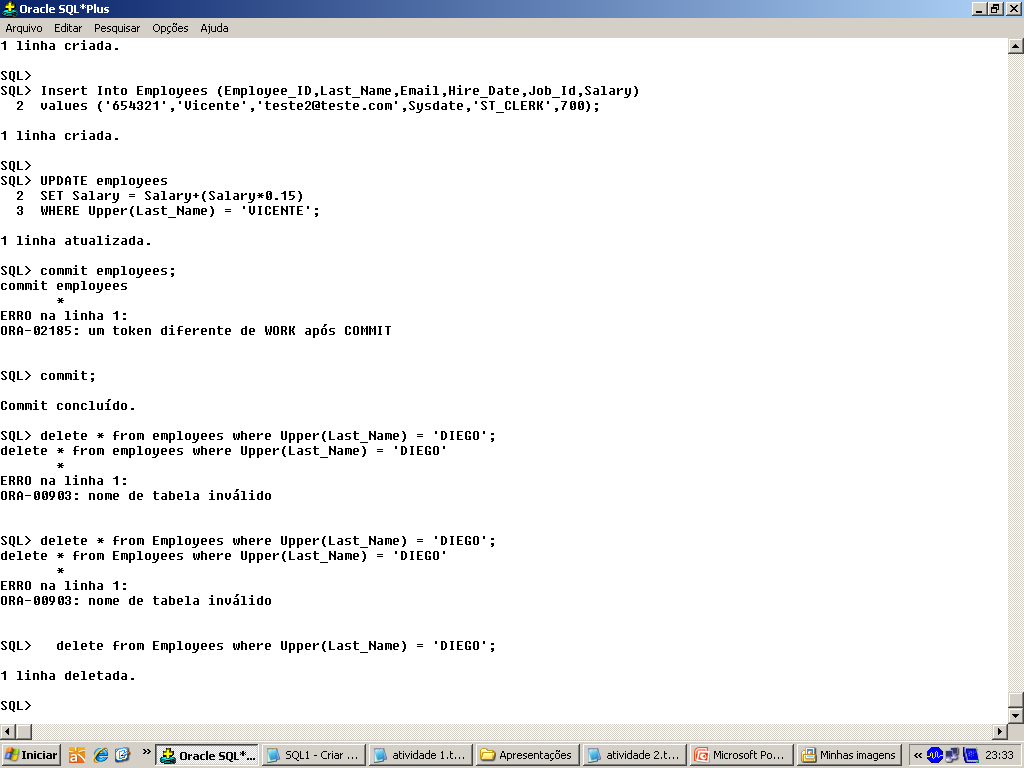 Oracle SQL*Plus
Arquivo Editar Pesquisar Opções Ajuda
1 linha criada.
SQL>
SQL> Insert Into Employees (Employee_ID,Last_Name,Email,Hire_Date,Job_Id,Salary)
2 values ('654321','Vicente','teste2@teste.com',Sysdate,'ST_CLERK',700);
1 linha criada.
SQL>
SQL> UPDATE employees
2 SET Salary = Salary+(Salary*0.15)
3 WHERE Upper(Last_Name) = 'VICENTE';
1 linha atualizada.
SQL> commit employees;
commit employees
*
ERRO na linha 1:
ORA-02185: um token diferente de WORK após COMMIT
SQL> commit;
Commit concluído.
SQL> delete * from employees where Upper(Last_Name) = 'DIEGO';
delete * from employees where Upper(Last_Name) = 'DIEGO'
*
ERRO na linha 1:
ORA-00903: nome de tabela inválido
SQL> delete * from Employees where Upper(Last_Name) = 'DIEGO';
delete * from Employees where Upper(Last_Name) = 'DIEGO'
*
ERRO na linha 1:
ORA-00903: nome de tabela inválido
SQL> delete from Employees where Upper(Last_Name) = 'DIEGO';
1 linha deletada.
SQL>
Iniciar » Oracle SQL*... SQL1 - Criar ... atividade 1.t... Apresentações atividade 2.t... Microsoft Po... Minhas imagens « 23:33